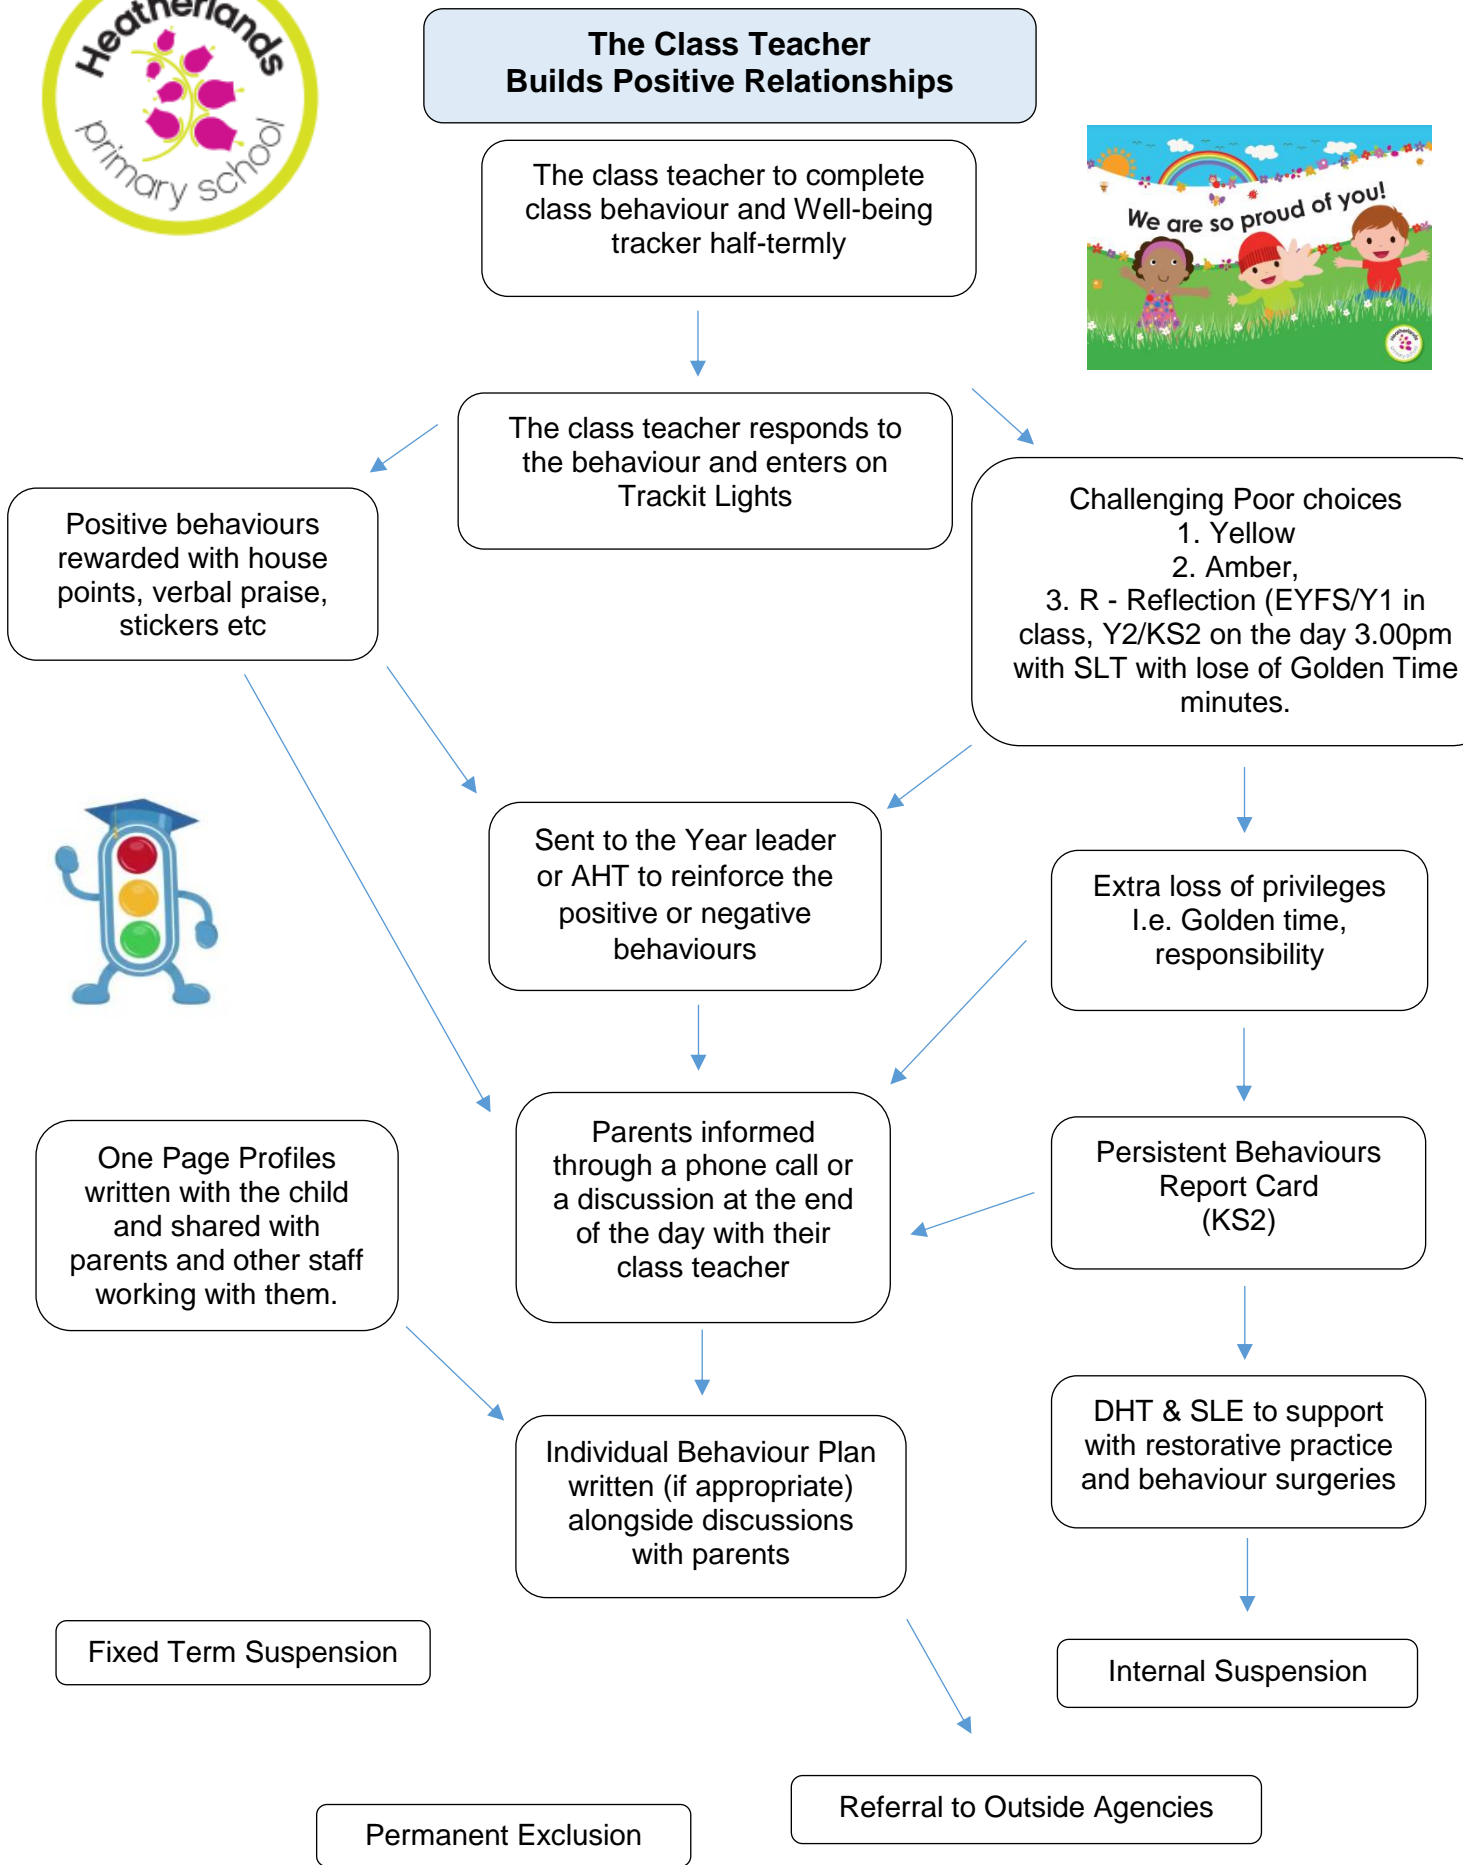 Heatherlands
primary school
The Class Teacher
Builds Positive Relationships
The class teacher to complete
class behaviour and Well-being
tracker half-termly
We are so proud of you!
Heatherlands
primary school
The class teacher responds to
the behaviour and enters on
Trackit Lights
Positive behaviours
rewarded with house
points, verbal praise,
stickers etc
Challenging Poor choices
1. Yellow
2. Amber,
3. R - Reflection (EYFS/Y1 in
class, Y2/KS2 on the day 3.00pm
with SLT with lose of Golden Time
minutes.
Sent to the Year leader
or AHT to reinforce the
positive or negative
behaviours
Extra loss of privileges
I.e. Golden time,
responsibility
Parents informed
through a phone call or
a discussion at the end
of the day with their
class teacher
One Page Profiles
written with the child
and shared with
parents and other staff
working with them.
Persistent Behaviours
Report Card
(KS2)
Individual Behaviour Plan
written (if appropriate)
alongside discussions
with parents
DHT & SLE to support
with restorative practice
and behaviour surgeries
Fixed Term Suspension
Internal Suspension
Referral to Outside Agencies
Permanent Exclusion